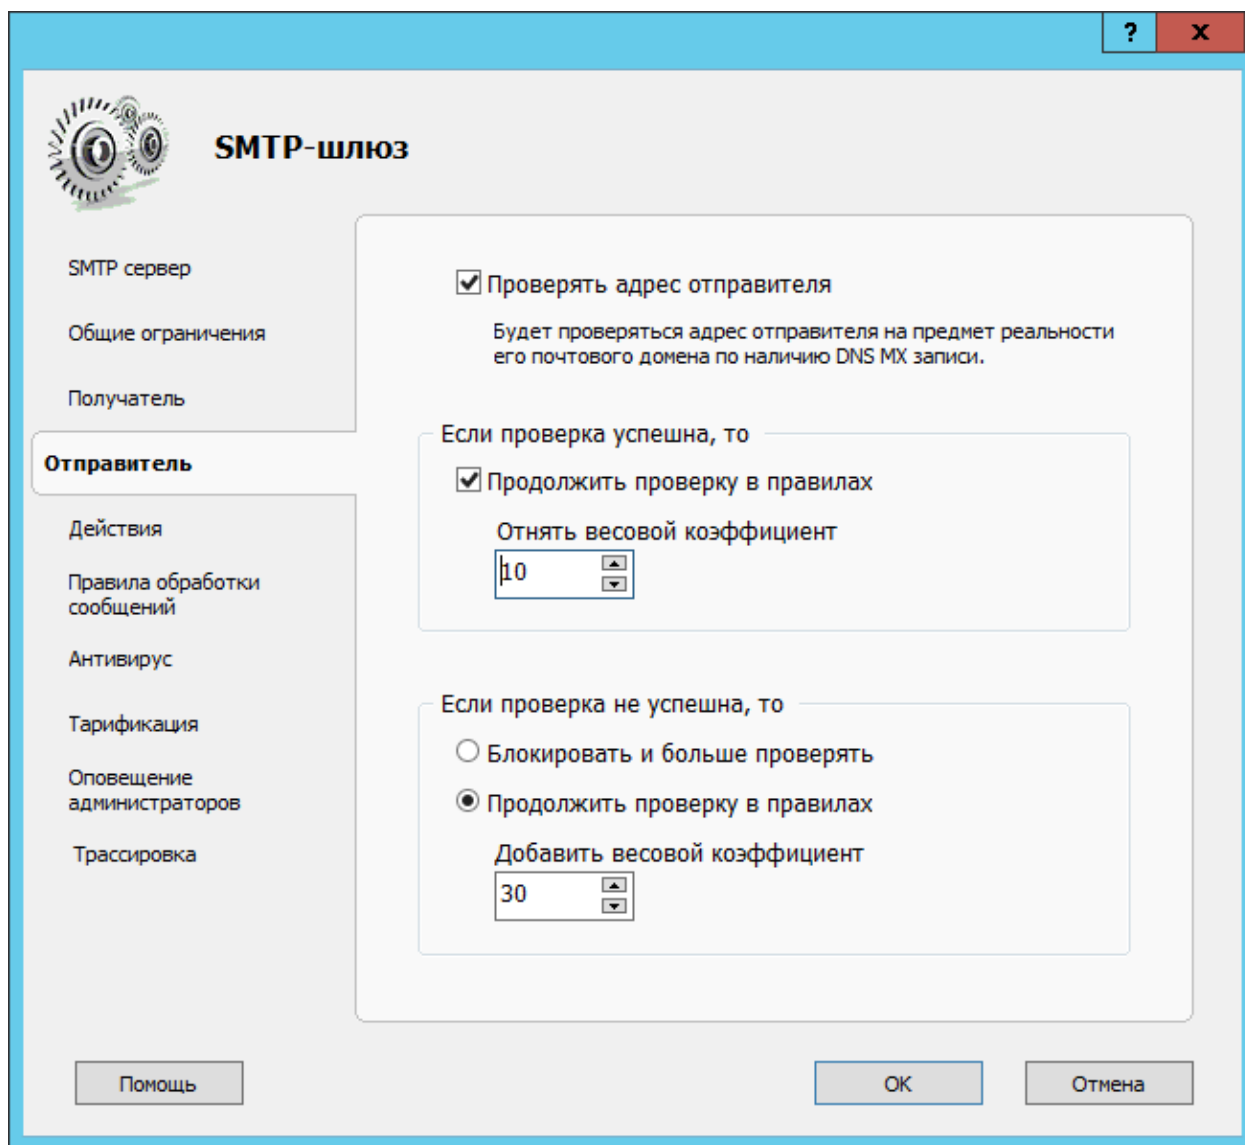 ?
x
SMTP-шлюз
SMTP сервер
Общие ограничения
Получатель
Отправитель
Действия
Правила обработки
сообщений
Антивирус
Тарификация
Оповещение
администраторов
Трассировка
Проверять адрес отправителя
Будет проверяться адрес отправителя на предмет реальности
его почтового домена по наличию DNS MX записи.
Если проверка успешна, то
Продолжить проверку в правилах
Отнять весовой коэффициент
10
Если проверка не успешна, то
Блокировать и больше проверять
Продолжить проверку в правилах
Добавить весовой коэффициент
30
Помощь
OK
Отмена